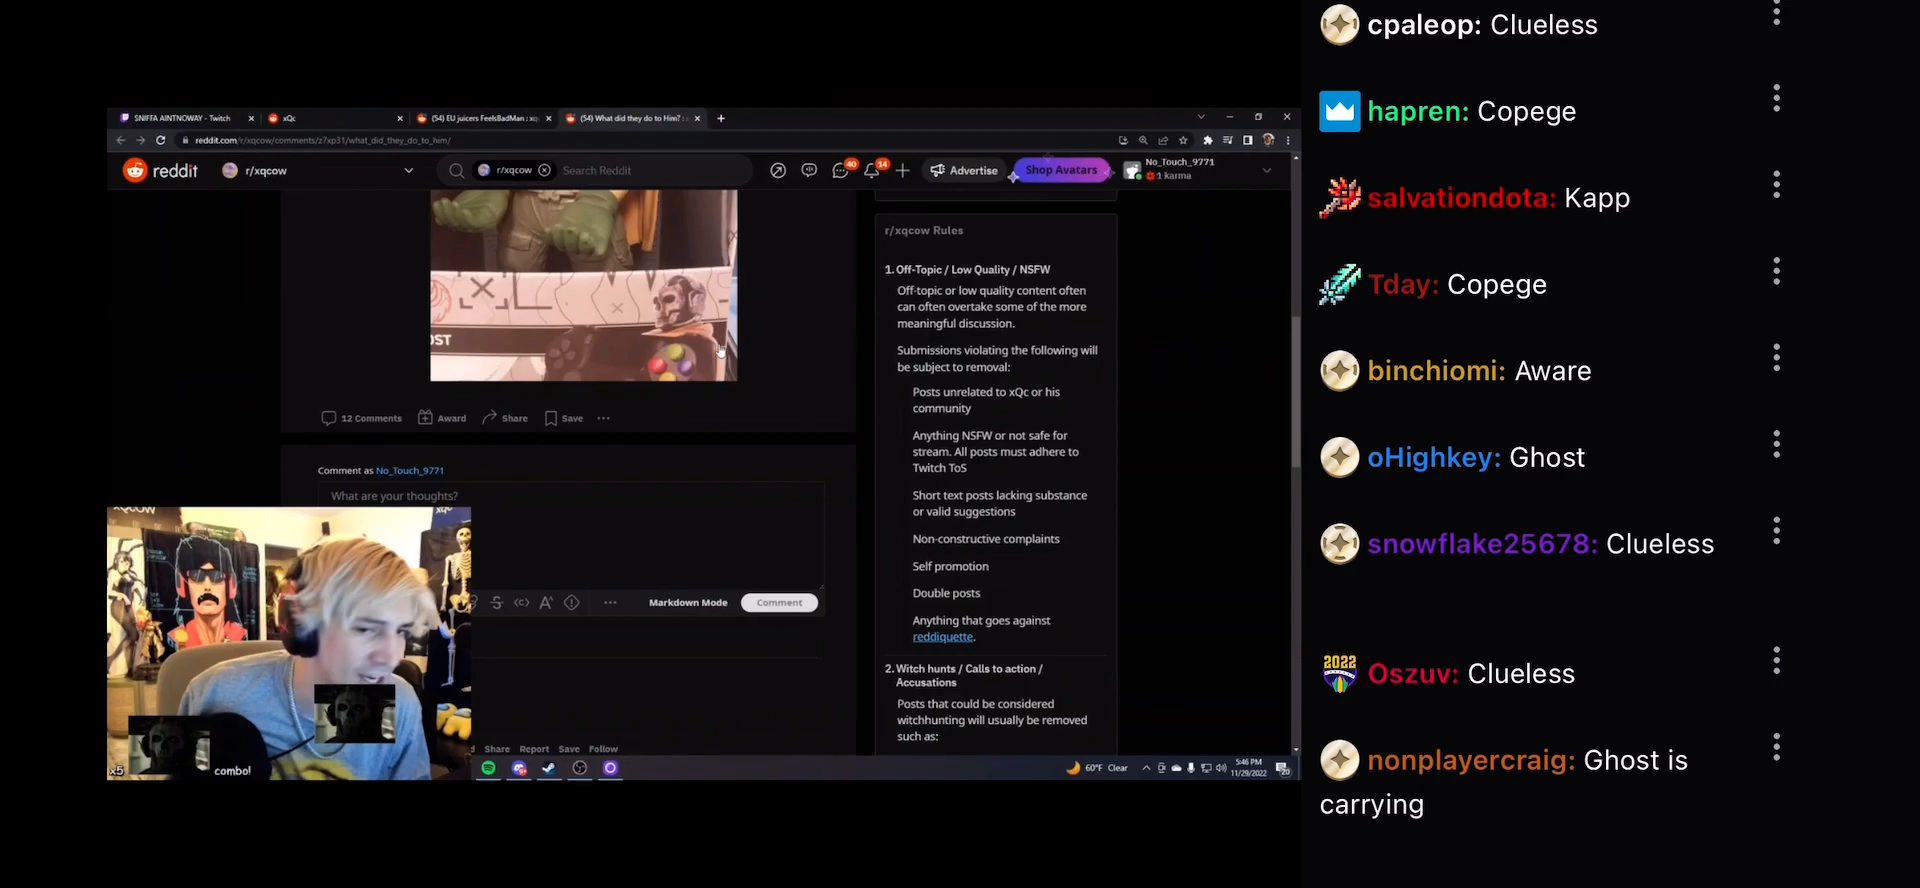 SNIFFA AINTNOWAY - Twitch
xQc
(54) EU juicers FeelsBadMan : xq
(54) What did they do to Him? :
reddit.com/r/xqcow/comments/z7xp31/what_did_they_do_to_him/
reddit
r/xqcow
r/xqcow
Search Reddit
40
14
Advertise
Shop Avatars
No_Touch_9771
1 karma
OST
12 Comments
Award
Share
Save
Comment as No_Touch_9771
What are your thoughts?
Markdown Mode
Comment
Share
Report
Save
Follow
r/xqcow Rules
1. Off-Topic / Low Quality / NSFW
Off-topic or low quality content often
can often overtake some of the more
meaningful discussion.
Submissions violating the following will
be subject to removal:
Posts unrelated to xQc or his
community
Anything NSFW or not safe for
stream. All posts must adhere to
Twitch ToS
Short text posts lacking substance
or valid suggestions
Non-constructive complaints
Self promotion
Double posts
Anything that goes against
reddiquette.
2. Witch hunts / Calls to action /
Accusations
Posts that could be considered
witchhunting will usually be removed
such as:
x5
combo!
60°F Clear
5:46 PM
11/29/2022
20
cpaleop: Clueless
hapren: Copege
salvationdota: Kapp
Tday: Copege
binchiomi: Aware
oHighkey: Ghost
snowflake25678: Clueless
2022
Oszuv: Clueless
nonplayercraig: Ghost is
carrying